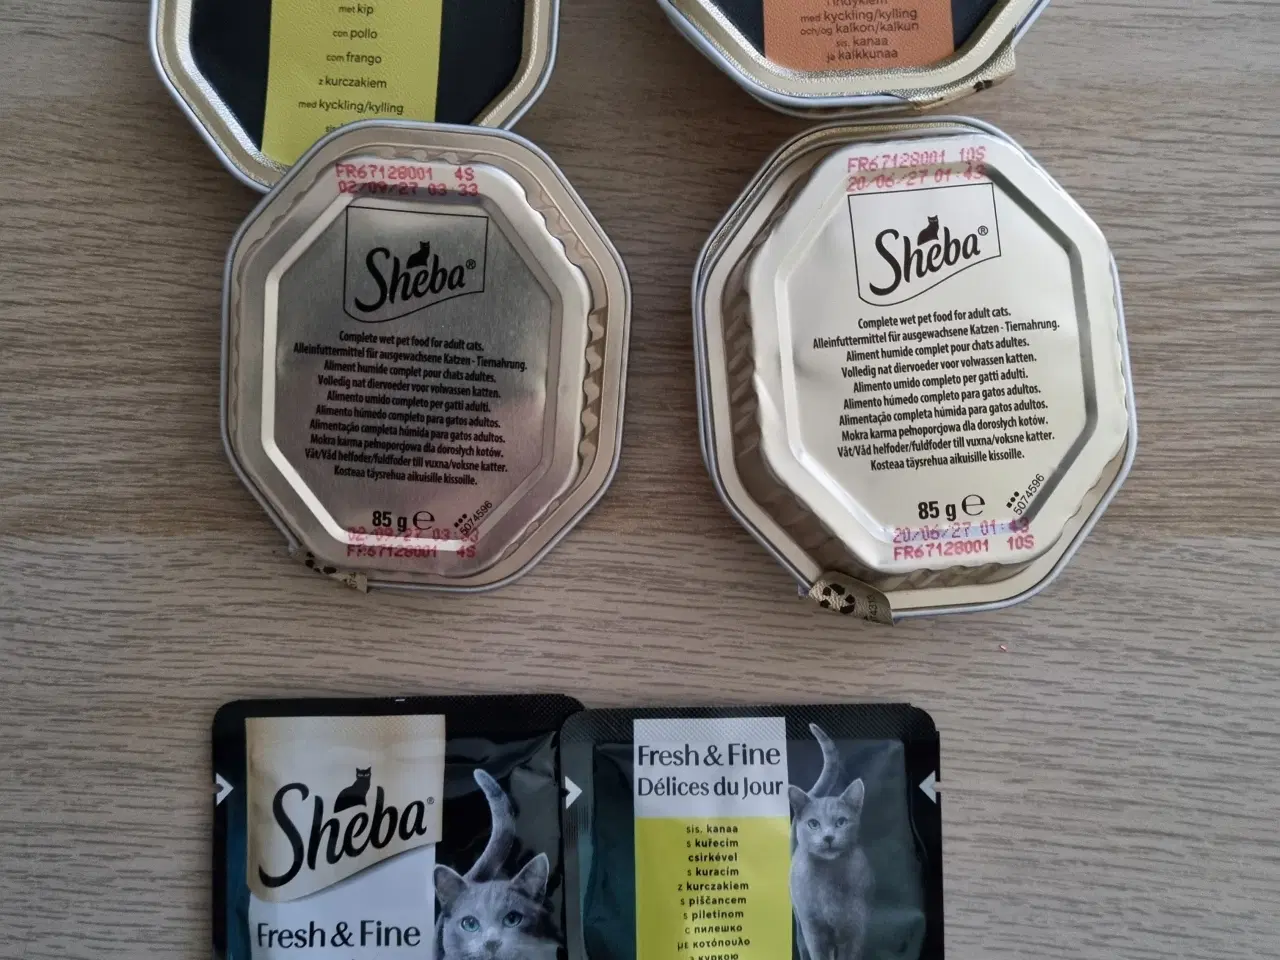 met kip
con pollo
com frango
z kurczakiem
med kyckling/kylling
med kyckling/kylling
och/og kalkon/kalkun
sis. kanaa
ja kalkkunaa
FR67128001 4S
02/09/27 03 33
Sheba®
Complete wet pet food for adult cats.
Alleinfuttermittel für ausgewachsene Katzen - Tiernahrung.
Aliment humide complet pour chats adultes.
Volledig nat diervoeder voor volwassen katten.
Alimento umido completo per gatti adulti.
Alimento húmedo completo para gatos adultos.
Alimentação completa húmida para gatos adultos.
Mokra karma pełnoporcjowa dla dorosłych kotów.
Våt/Våd helfoder/fuldfoder till vuxna/voksne katter.
Kosteaa täysrehua aikuisille kissoille.
85 g e
5074596
02/09/27 03 33
FR67128001 4S
FR67128001 10S
20/06/27 01:43
Sheba®
Complete wet pet food for adult cats.
Alleinfuttermittel für ausgewachsene Katzen - Tiernahrung.
Aliment humide complet pour chats adultes.
Volledig nat diervoeder voor volwassen katten.
Alimento umido completo per gatti adulti.
Alimento húmedo completo para gatos adultos.
Alimentação completa húmida para gatos adultos.
Mokra karma pełnoporcjowa dla dorosłych kotów.
Våt/Våd helfoder/fuldfoder till vuxna/voksne katter.
Kosteaa täysrehua aikuisille kissoille.
85 g e
5074596
20/06/27 01:43
FR67128001 10S
Sheba®
Fresh & Fine
Fresh & Fine
Délices du Jour
sis. kanaa
s kuřecím
csirkével
s kuracím
z kurczakiem
s piščancem
s piletinom
с пилешко
με κοτόπουλο
з куркою